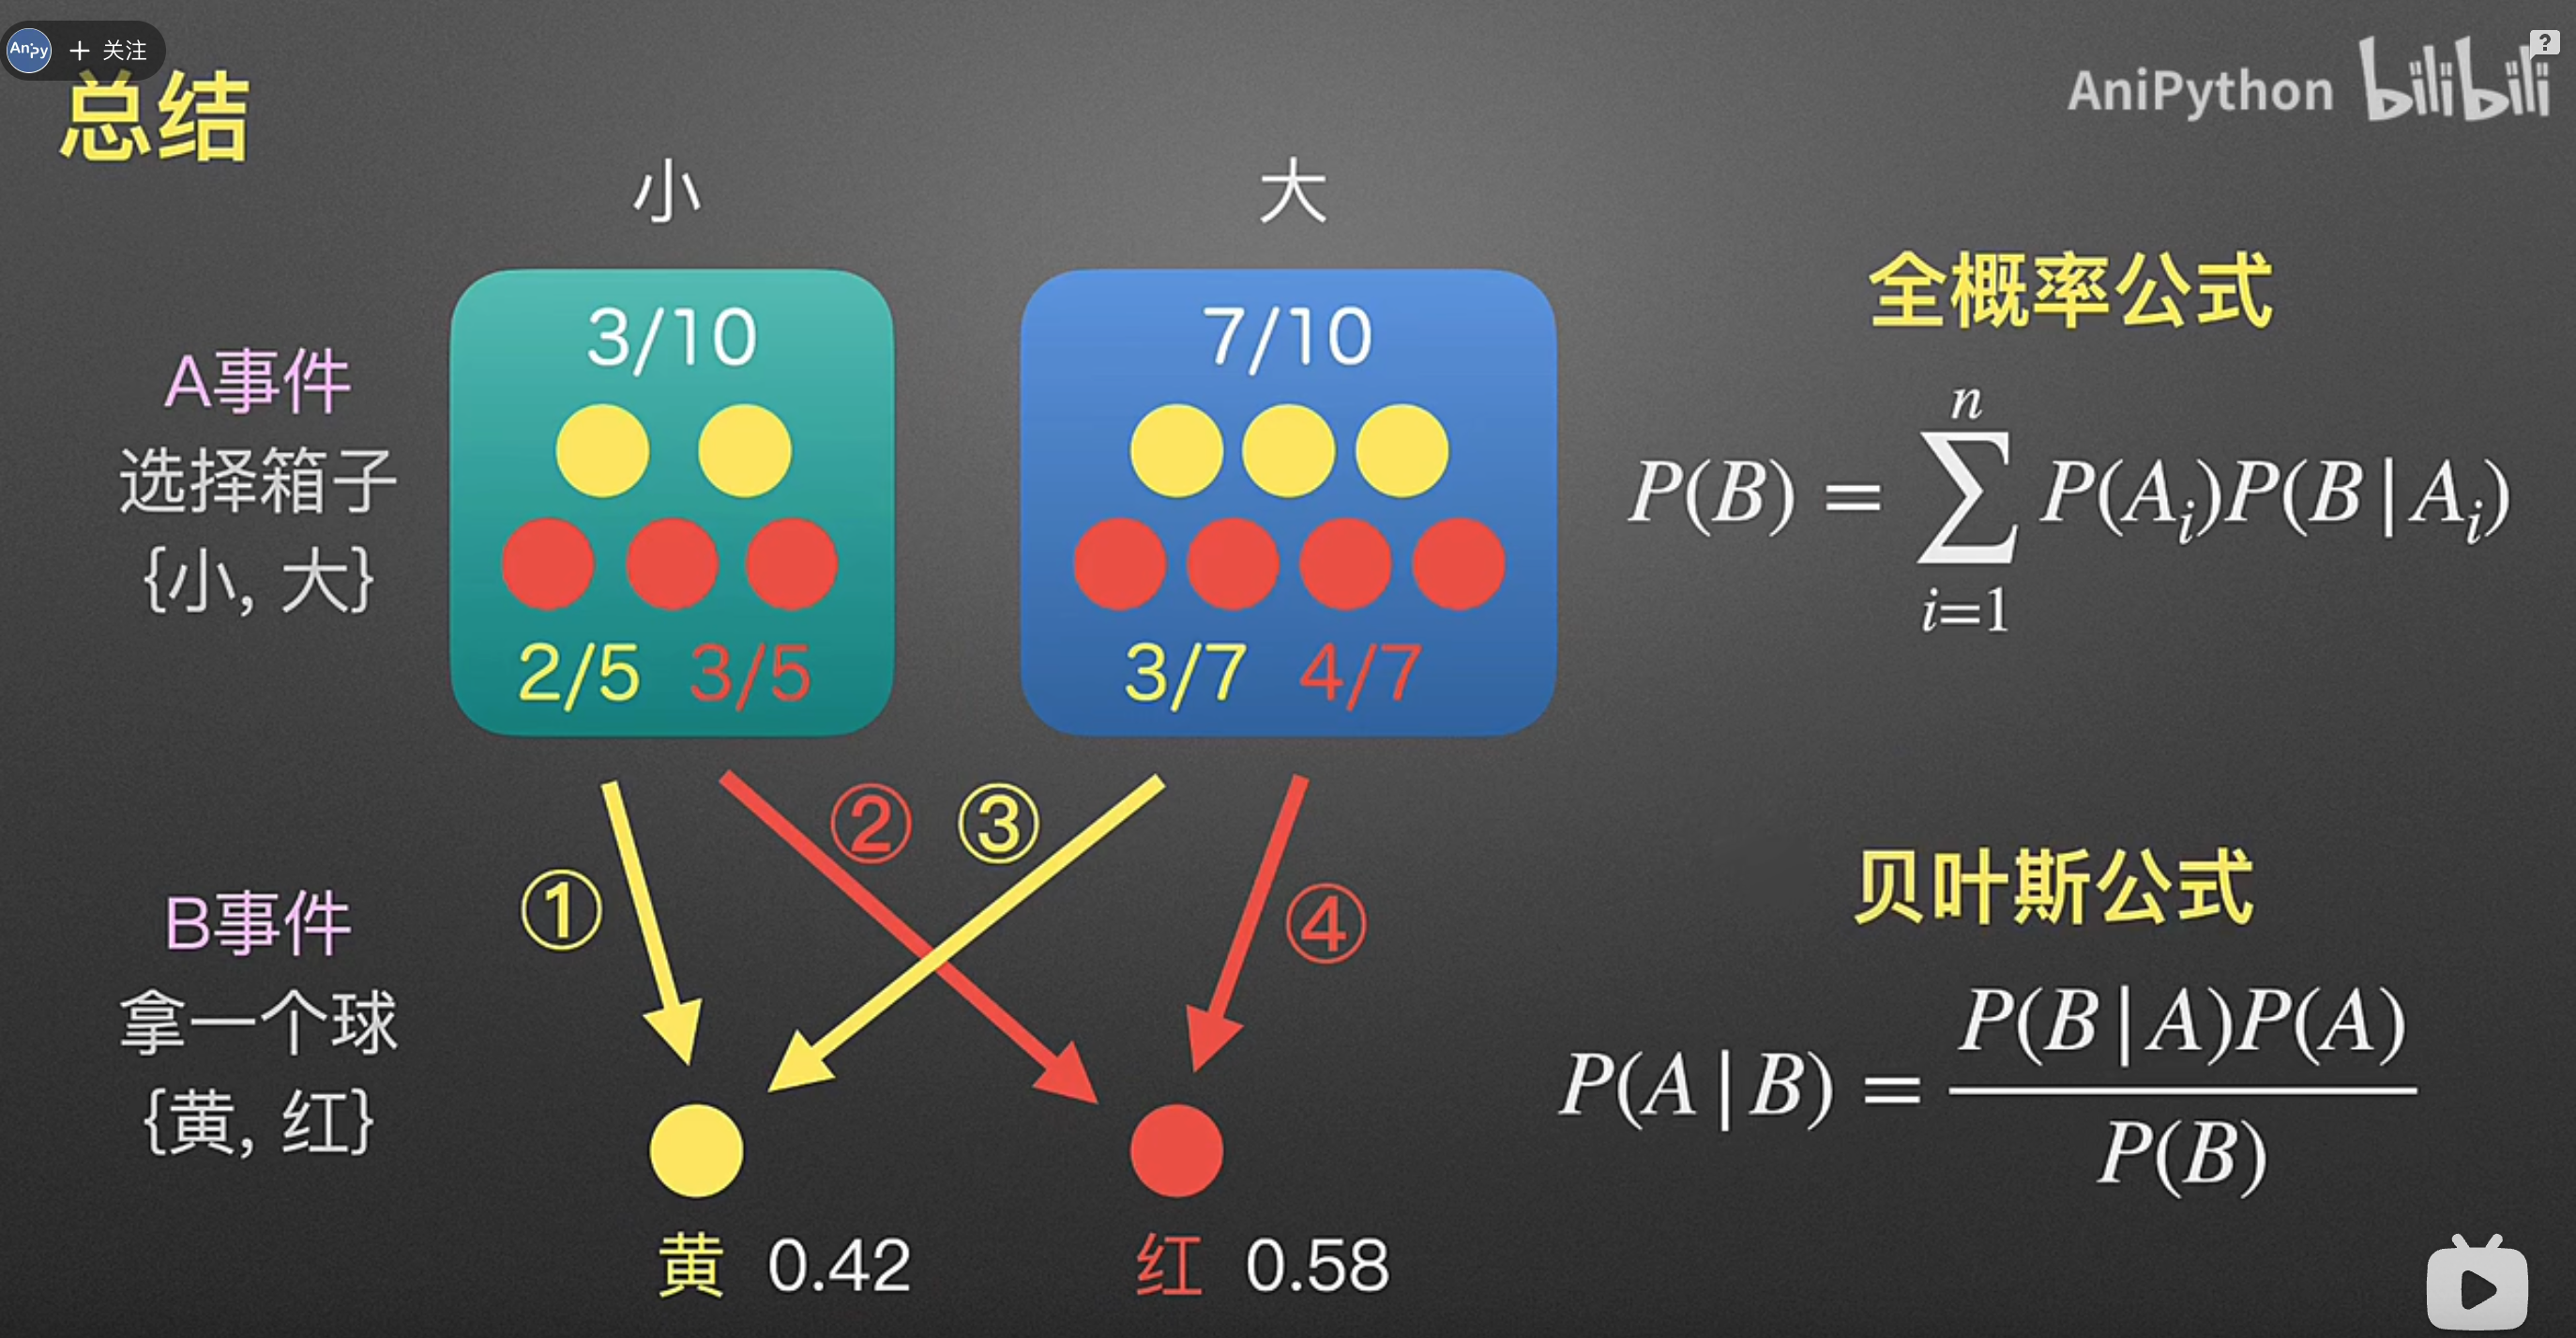 An'py + 关注
?
总结
AniPython bilibili
小
大
3/10
7/10
A事件
选择箱子
{小, 大}
2/5 3/5
3/7 4/7
全概率公式
P(B) = \sum_{i=1}^{n} P(A_i)P(B|A_i)
① ② ③ ④
B事件
拿一个球
{黄, 红}
黄 0.42
红 0.58
贝叶斯公式
P(A|B) = \frac{P(B|A)P(A)}{P(B)}